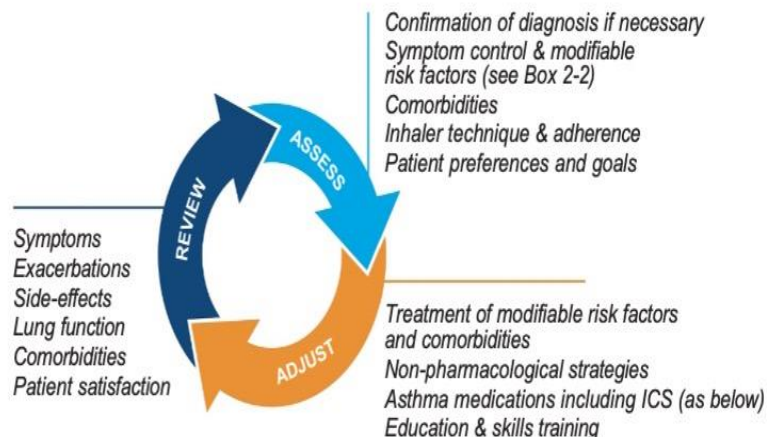 Confirmation of diagnosis if necessary
Symptom control & modifiable
risk factors (see Box 2-2)
Comorbidities
Inhaler technique & adherence
Patient preferences and goals
ASSESS
REVIEW
Symptoms
Exacerbations
Side-effects
Lung function
Comorbidities
Patient satisfaction
ADJUST
Treatment of modifiable risk factors
and comorbidities
Non-pharmacological strategies
Asthma medications including ICS (as below)
Education & skills training